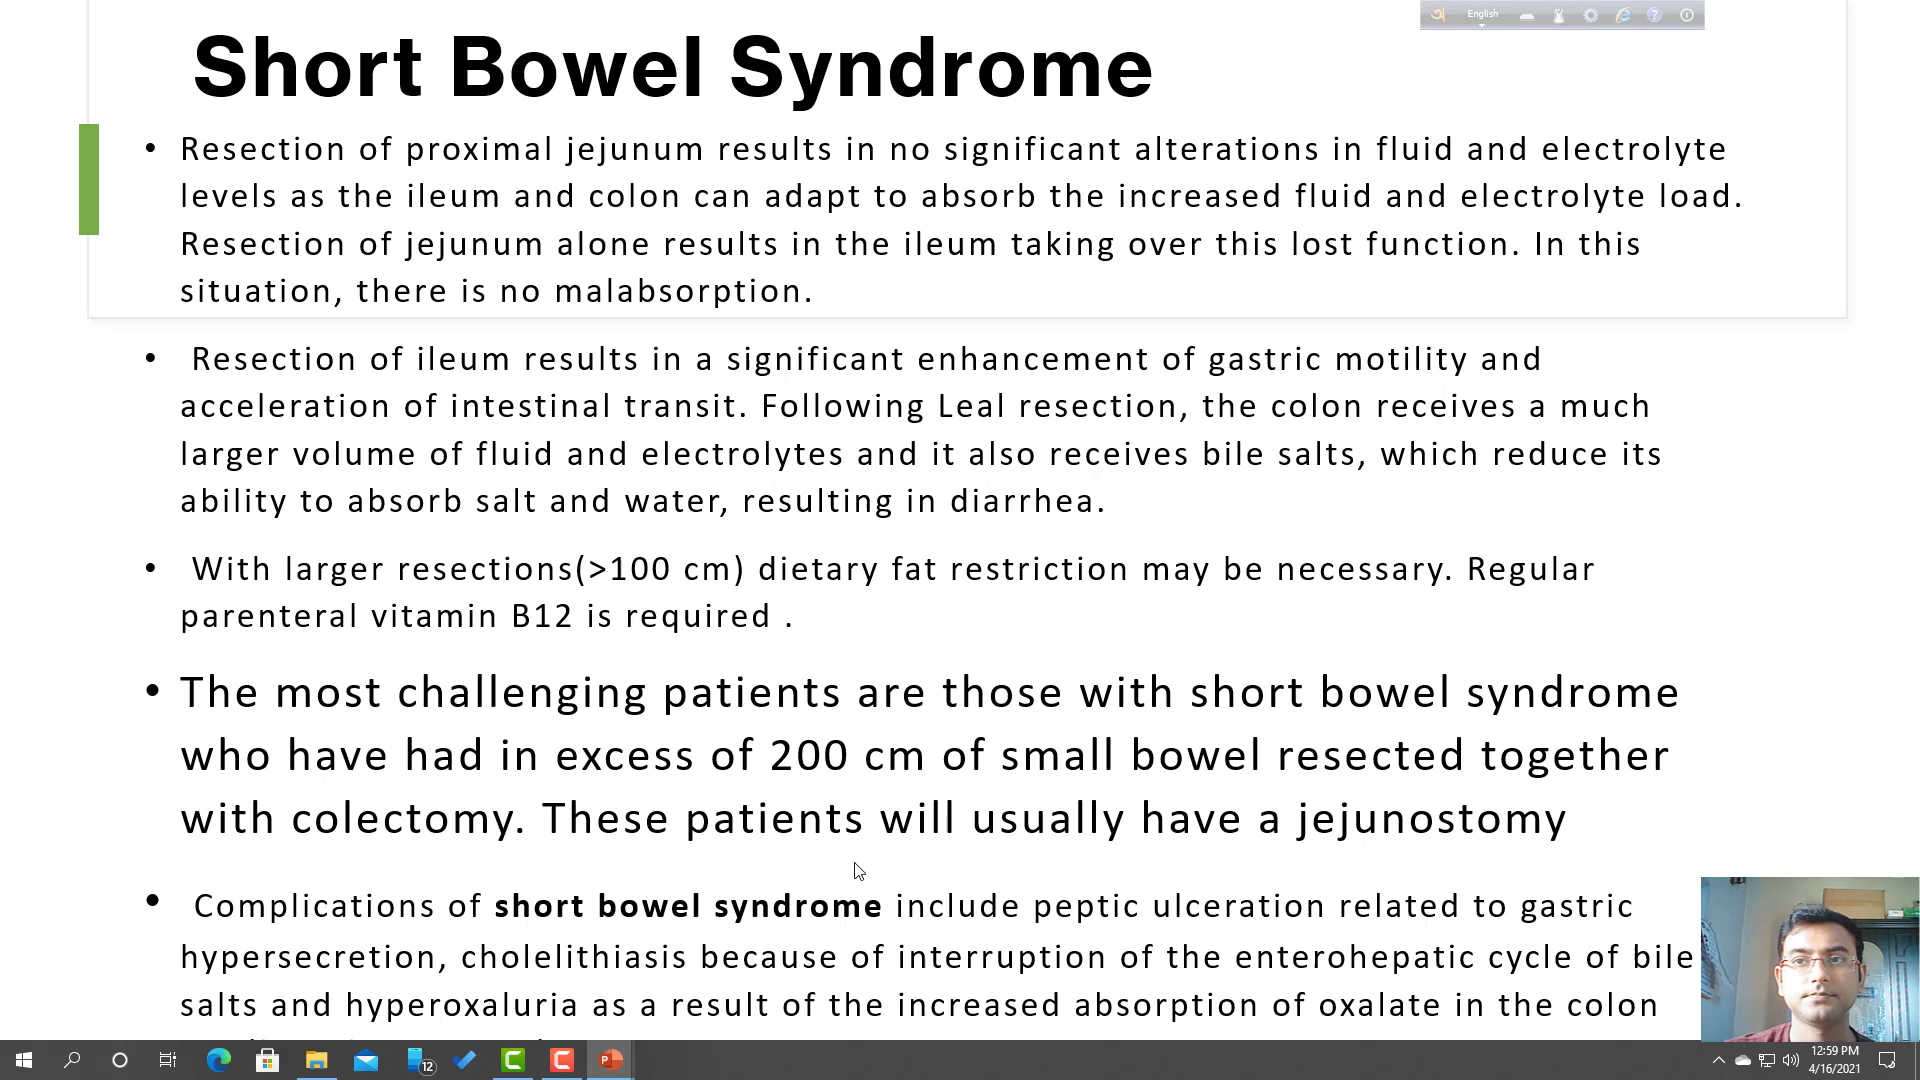 English
Short Bowel Syndrome
• Resection of proximal jejunum results in no significant alterations in fluid and electrolyte
levels as the ileum and colon can adapt to absorb the increased fluid and electrolyte load.
Resection of jejunum alone results in the ileum taking over this lost function. In this
situation, there is no malabsorption.
• Resection of ileum results in a significant enhancement of gastric motility and
acceleration of intestinal transit. Following Leal resection, the colon receives a much
larger volume of fluid and electrolytes and it also receives bile salts, which reduce its
ability to absorb salt and water, resulting in diarrhea.
• With larger resections(>100 cm) dietary fat restriction may be necessary. Regular
parenteral vitamin B12 is required .
• The most challenging patients are those with short bowel syndrome
who have had in excess of 200 cm of small bowel resected together
with colectomy. These patients will usually have a jejunostomy
• Complications of short bowel syndrome include peptic ulceration related to gastric
hypersecretion, cholelithiasis because of interruption of the enterohepatic cycle of bile
salts and hyperoxaluria as a result of the increased absorption of oxalate in the colon
12
12:59 PM
4/16/2021